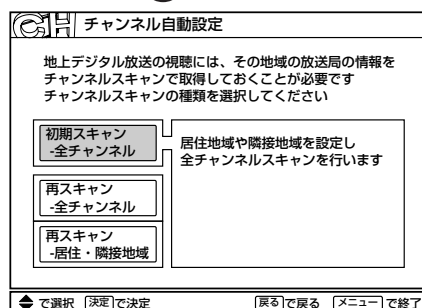 CH チャンネル自動設定
地上デジタル放送の視聴には、その地域の放送局の情報を
チャンネルスキャンで取得しておくことが必要です
チャンネルスキャンの種類を選択してください
初期スキャン
-全チャンネル
居住地域や隣接地域を設定し
全チャンネルスキャンを行います
再スキャン
-全チャンネル
再スキャン
-居住・隣接地域
で選択 決定で決定 戻るで戻る メニューで終了